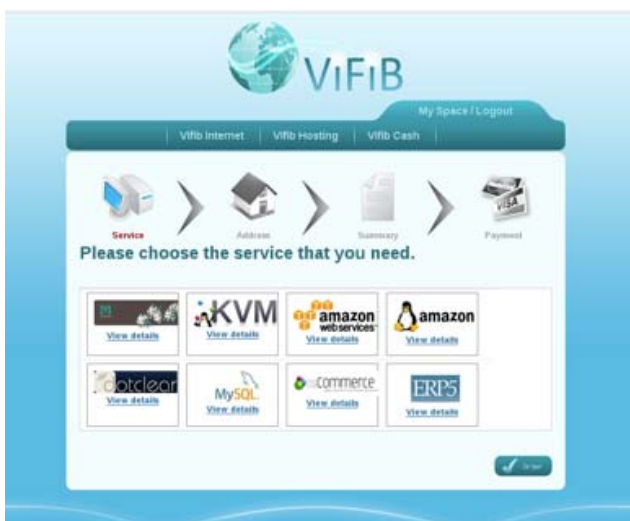 ViFiB
My Space / Logout
Vifib Internet
Vifib Hosting
Vifib Cash
VISA
Service
Address
Summary
Payment
Please choose the service that you need.
KVM
amazon
webservices
amazon
View details
View details
View details
View details
dotclear
MySQL
commerce
ERP5
View details
View details
View details
View details